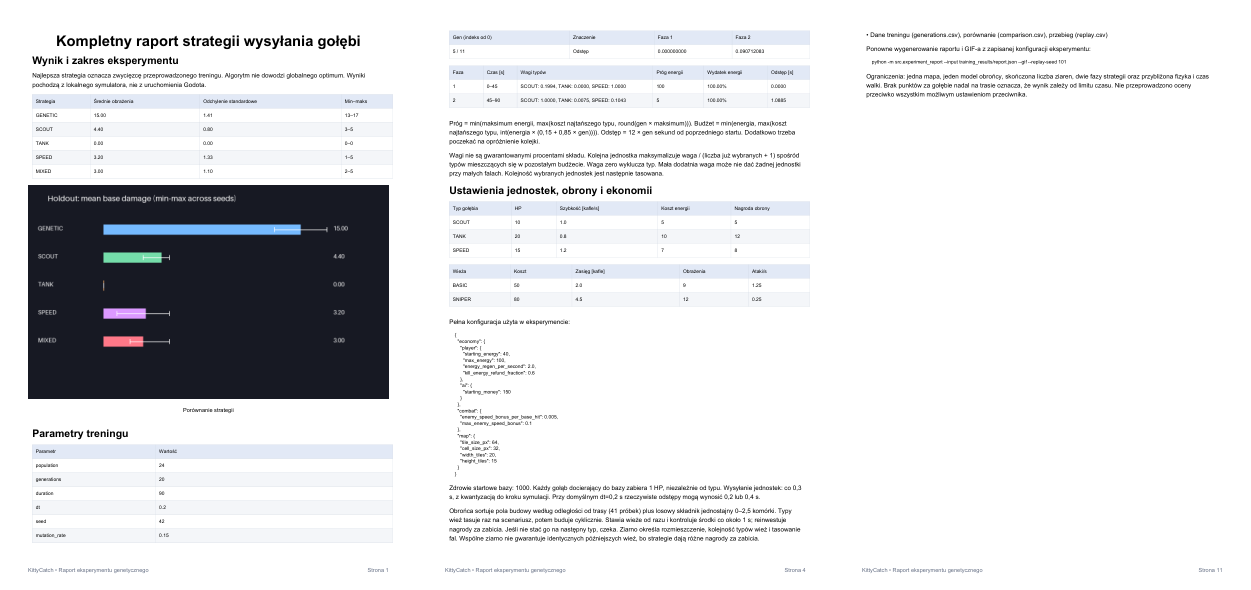 Kompletny raport strategii wysyłania gołębi
Wynik i zakres eksperymentu
Najlepsza strategia oznacza zwycięzcę przeprowadzonego treningu. Algorytm nie dowodzi globalnego optimum. Wyniki
pochodzą z lokalnego symulatora, nie z uruchomienia Godota.
Strategia Średnie obrażenia Odchylenie standardowe Min–maks
GENETIC 15.00 1.41 13–17
SCOUT 4.40 0.80 3–5
TANK 0.00 0.00 0–0
SPEED 3.20 1.33 1–5
MIXED 3.00 1.10 2–5
Holdout: mean base damage (min-max across seeds)
GENETIC 15.00
SCOUT 4.40
TANK 0.00
SPEED 3.20
MIXED 3.00
Porównanie strategii
Parametry treningu
Parametr Wartość
population 24
generations 20
duration 90
dt 0.2
seed 42
mutation_rate 0.15
KittyCatch • Raport eksperymentu genetycznego Strona 1
Gen (indeks od 0) Znaczenie Faza 1 Faza 2
5 / 11 Odstęp 0.000000000 0.090712083
Faza Czas [s] Wagi typów Próg energii Wydatek energii Odstęp
1 0–45 SCOUT: 0.1994, TANK: 0.0000, SPEED: 1.0000 100 100.00% 0.0000
2 45–90 SCOUT: 1.0000, TANK: 0.0075, SPEED: 0.1043 5 100.00% 1.0885
Próg = min(maksimum energii, max(koszt najtańszego typu, round(gen × maksimum))). Budżet = min(energia, max(koszt
najtańszego typu, int(energia × (0,15 + 0,85 × gen)))). Odstęp = 12 × gen sekund od poprzedniego startu. Dodatkowo trzeba
poczekać na opróżnienie kolejki.
Wagi nie są gwarantowanymi procentami składu. Kolejna jednostka maksymalizuje waga / (liczba już wybranych + 1) spośród
typów mieszczących się w pozostałym budżecie. Waga zero wyklucza typ. Mała dodatnia waga może nie dać żadnej jednostki
przy małych falach. Kolejność wybranych jednostek jest następnie tasowana.
Ustawienia jednostek, obrony i ekonomii
Typ gołębia HP Szybkość [kafle/s] Koszt energii Nagroda obrony
SCOUT 10 1.0 5 5
TANK 20 0.8 10 12
SPEED 15 1.2 7 8
Wieża Koszt Zasięg [kafle] Obrażenia Ataki/s
BASIC 50 2.0 9 1.25
SNIPER 80 4.5 12 0.25
Pełna konfiguracja użyta w eksperymencie:
{
"economy": {
"player": {
"starting_energy": 40,
"max_energy": 100,
"energy_regen_per_second": 2.0,
"kill_energy_refund_fraction": 0.6
},
"ai": {
"starting_money": 150
}
},
"combat": {
"enemy_speed_bonus_per_base_hit": 0.005,
"max_enemy_speed_bonus": 0.1
},
"map": {
"tile_size_px": 64,
"cell_size_px": 32,
"width_tiles": 20,
"height_tiles": 15
}
}
Zdrowie startowe bazy: 1000. Każdy gołąb docierający do bazy zabiera 1 HP, niezależnie od typu. Wysyłanie jednostek: co 0,3
s, z kwantyzacją do kroku symulacji. Przy domyślnym dt=0,2 s rzeczywiste odstępy mogą wynosić 0,2 lub 0,4 s.
Obrońca sortuje pola budowy według odległości od trasy (41 próbek) plus losowy składnik jednostajny 0–2,5 komórki. Typy
wież tasuje raz na scenariusz, potem buduje cyklicznie. Stawia wieże od razu i kontroluje środki co około 1 s; reinwestuje
nagrody za zabicia. Jeśli nie stać go na następny typ, czeka. Ziarno określa rozmieszczenie, kolejność typów wież i tasowanie
fal. Wspólne ziarno nie gwarantuje identycznych późniejszych wież, bo strategie dają różne nagrody za zabicia.
KittyCatch • Raport eksperymentu genetycznego Strona 4
• Dane treningu (generations.csv), porównanie (comparison.csv), przebieg (replay.csv)
Ponowne wygenerowanie raportu i GIF-a z zapisanej konfiguracji eksperymentu:
python -m src.experiment_report --input training_results/report.json --gif --replay-seed 101
Ograniczenia: jedna mapa, jeden model obrońcy, skończona liczba ziaren, dwie fazy strategii oraz przybliżona fizyka i czas
walki. Brak punktów za gołębie nadal na trasie oznacza, że wynik zależy od limitu czasu. Nie przeprowadzono oceny
przeciwko wszystkim możliwym ustawieniom przeciwnika.
KittyCatch • Raport eksperymentu genetycznego Strona 11